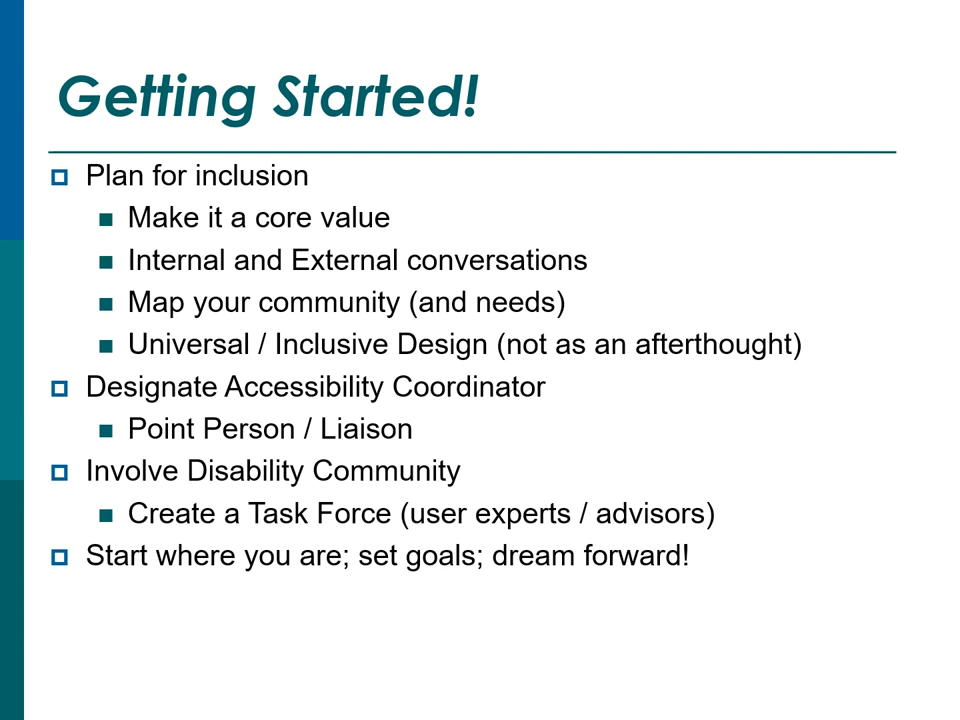 Getting Started!
Plan for inclusion
Make it a core value
Internal and External conversations
Map your community (and needs)
Universal / Inclusive Design (not as an afterthought)
Designate Accessibility Coordinator
Point Person / Liaison
Involve Disability Community
Create a Task Force (user experts / advisors)
Start where you are; set goals; dream forward!